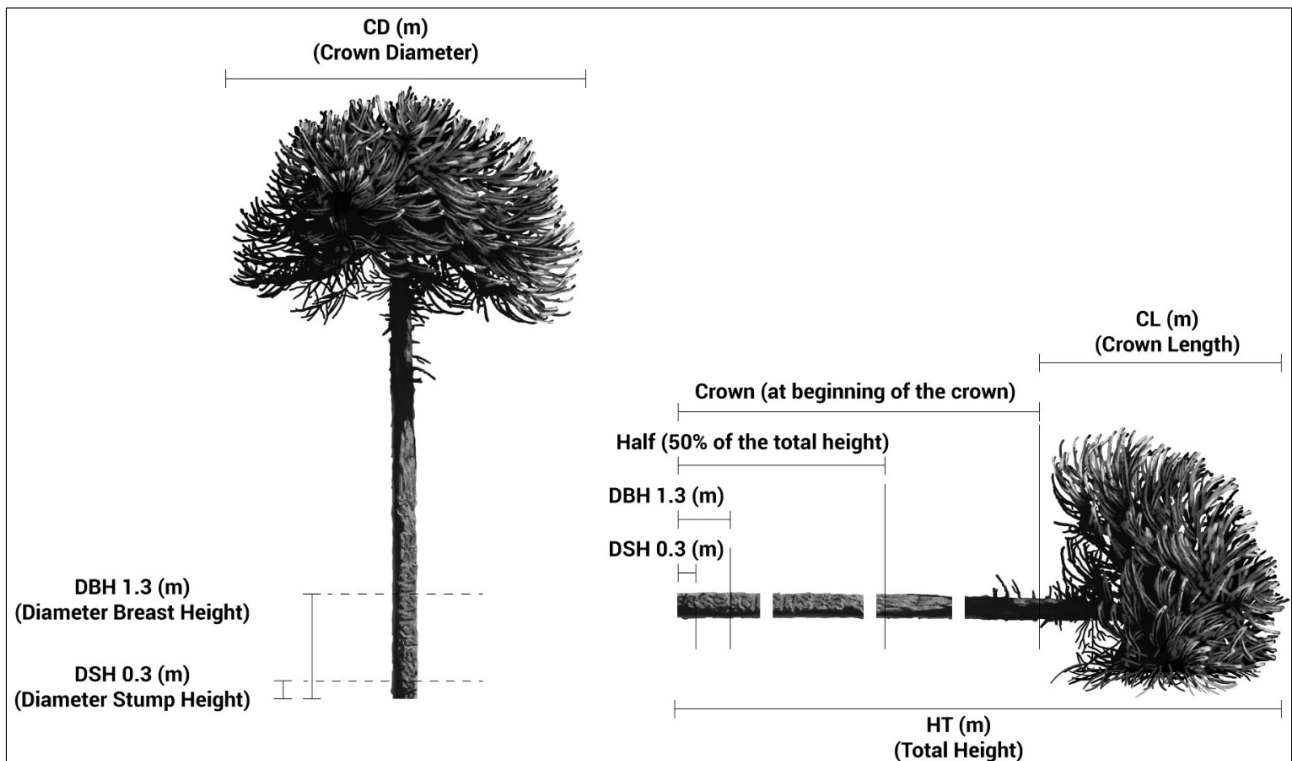 CD (m)
(Crown Diameter)
DBH 1.3 (m)
(Diameter Breast Height)
DSH 0.3 (m)
(Diameter Stump Height)
CL (m)
(Crown Length)
Crown (at beginning of the crown)
Half (50% of the total height)
DBH 1.3 (m)
DSH 0.3 (m)
HT (m)
(Total Height)